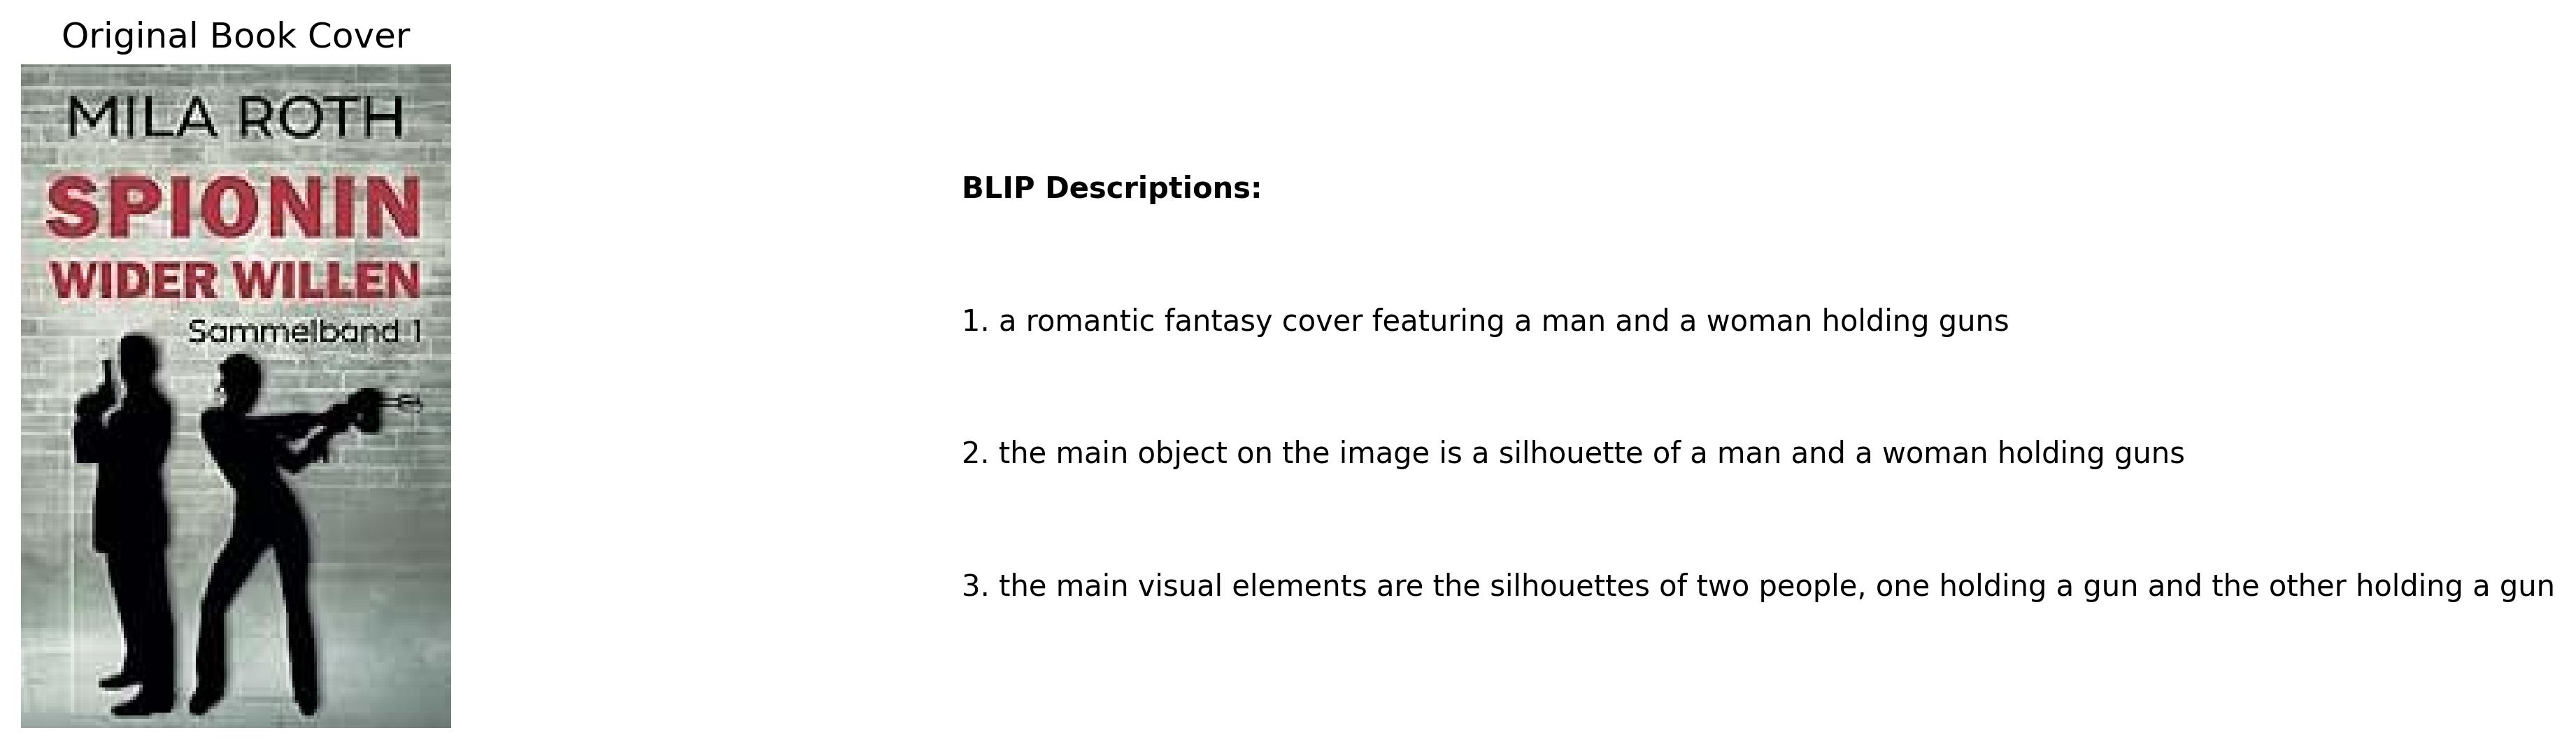 Original Book Cover
MILA ROTH
SPIONIN
WIDER WILLEN
Sammelband 1
BLIP Descriptions:
1. a romantic fantasy cover featuring a man and a woman holding guns
2. the main object on the image is a silhouette of a man and a woman holding guns
3. the main visual elements are the silhouettes of two people, one holding a gun and the other holding a gun